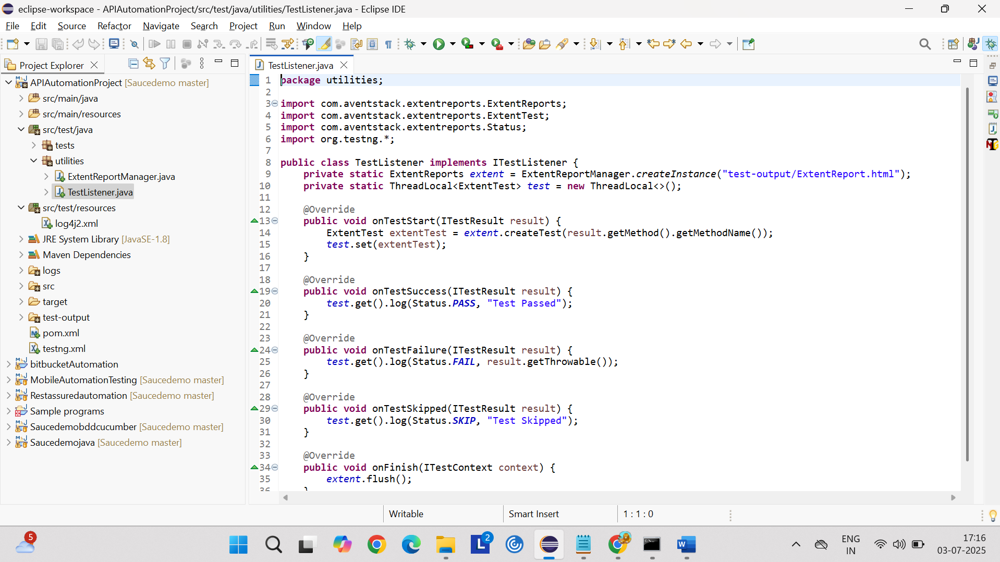 eclipse-workspace - APIAutomationProject/src/test/java/utilities/TestListener.java - Eclipse IDE
File Edit Source Refactor Navigate Search Project Run Window Help
Project Explorer
APIAutomationProject [Saucedemo master]
src/main/java
src/main/resources
src/test/java
tests
utilities
ExtentReportManager.java
TestListener.java
src/test/resources
log4j2.xml
JRE System Library [JavaSE-1.8]
Maven Dependencies
logs
src
target
test-output
pom.xml
testng.xml
bitbucketAutomation
MobileAutomationTesting [Saucedemo master]
Restassuredautomation [Saucedemo master]
Sample programs
Saucedemobddcucumber [Saucedemo master]
Saucedemojava [Saucedemo master]
TestListener.java
1 package utilities;
2
3 import com.aventstack.extentreports.ExtentReports;
4 import com.aventstack.extentreports.ExtentTest;
5 import com.aventstack.extentreports.Status;
6 import org.testng.*;
7
8 public class TestListener implements ITestListener {
9 private static ExtentReports extent = ExtentReportManager.createInstance("test-output/ExtentReport.html");
10 private static ThreadLocal<ExtentTest> test = new ThreadLocal<>();
11
12 @Override
13 public void onTestStart(ITestResult result) {
14 ExtentTest extentTest = extent.createTest(result.getMethod().getMethodName());
15 test.set(extentTest);
16 }
17
18 @Override
19 public void onTestSuccess(ITestResult result) {
20 test.get().log(Status.PASS, "Test Passed");
21 }
22
23 @Override
24 public void onTestFailure(ITestResult result) {
25 test.get().log(Status.FAIL, result.getThrowable());
26 }
27
28 @Override
29 public void onTestSkipped(ITestResult result) {
30 test.get().log(Status.SKIP, "Test Skipped");
31 }
32
33 @Override
34 public void onFinish(ITestContext context) {
35 extent.flush();
36 }
Writable Smart Insert 1 : 1 : 0
5
2
ENG
IN
17:16
03-07-2025